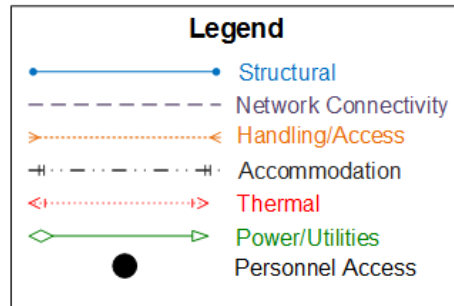 Legend
Structural
Network Connectivity
Handling/Access
Accommodation
Thermal
Power/Utilities
Personnel Access